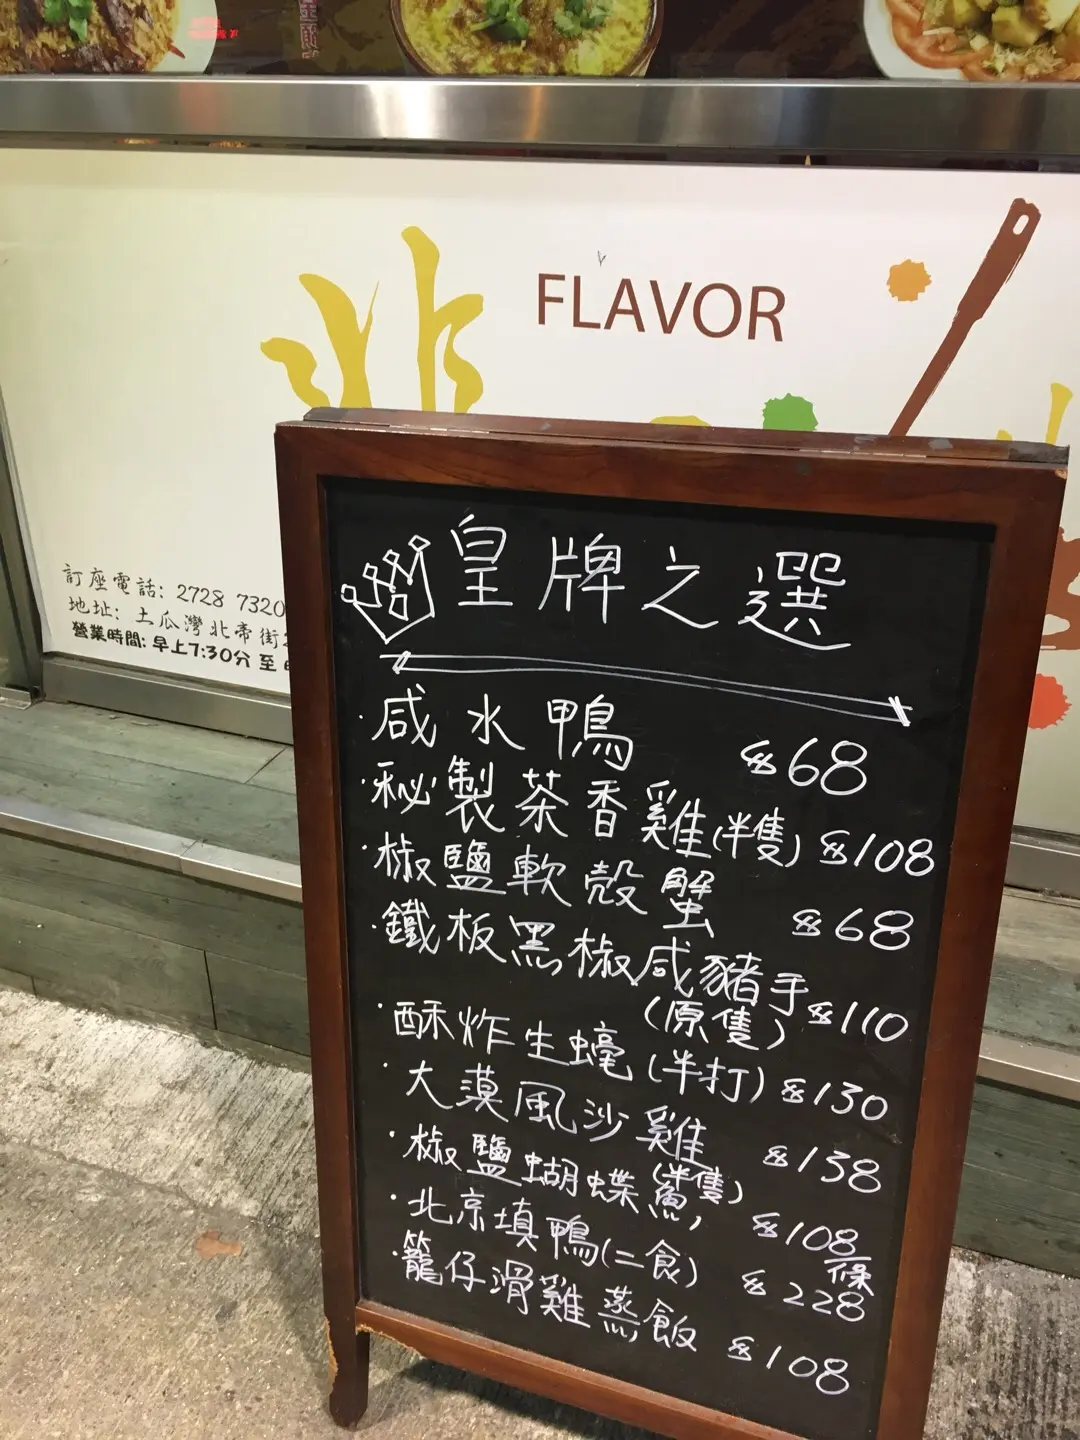 FLAVOR
訂座電話: 2728 7320
地址: 土瓜灣北帝街
營業時間: 早上7:30分 至
皇牌之選
·咸水鴨 $68
·秘製茶香雞(半隻) $108
·椒鹽軟殼蟹 $68
·鐵板黑椒咸豬手 $110
(原隻)
·酥炸生蠔(半打) $130
·大漠風沙雞 $138
(半隻)
·椒鹽蝴蝶魚, $108
條
·北京填鴨(二食) $228
·籠仔滑雞蒸飯 $108